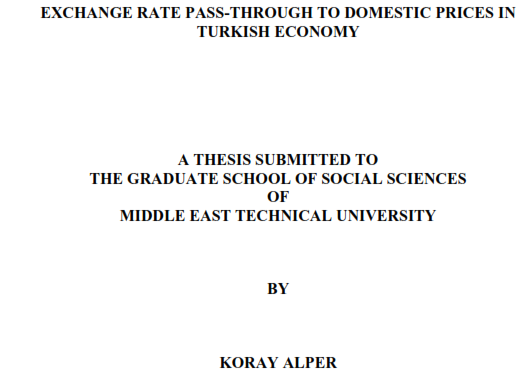 EXCHANGE RATE PASS-THROUGH TO DOMESTIC PRICES IN
TURKISH ECONOMY
A THESIS SUBMITTED TO
THE GRADUATE SCHOOL OF SOCIAL SCIENCES
OF
MIDDLE EAST TECHNICAL UNIVERSITY
BY
KORAY ALPER